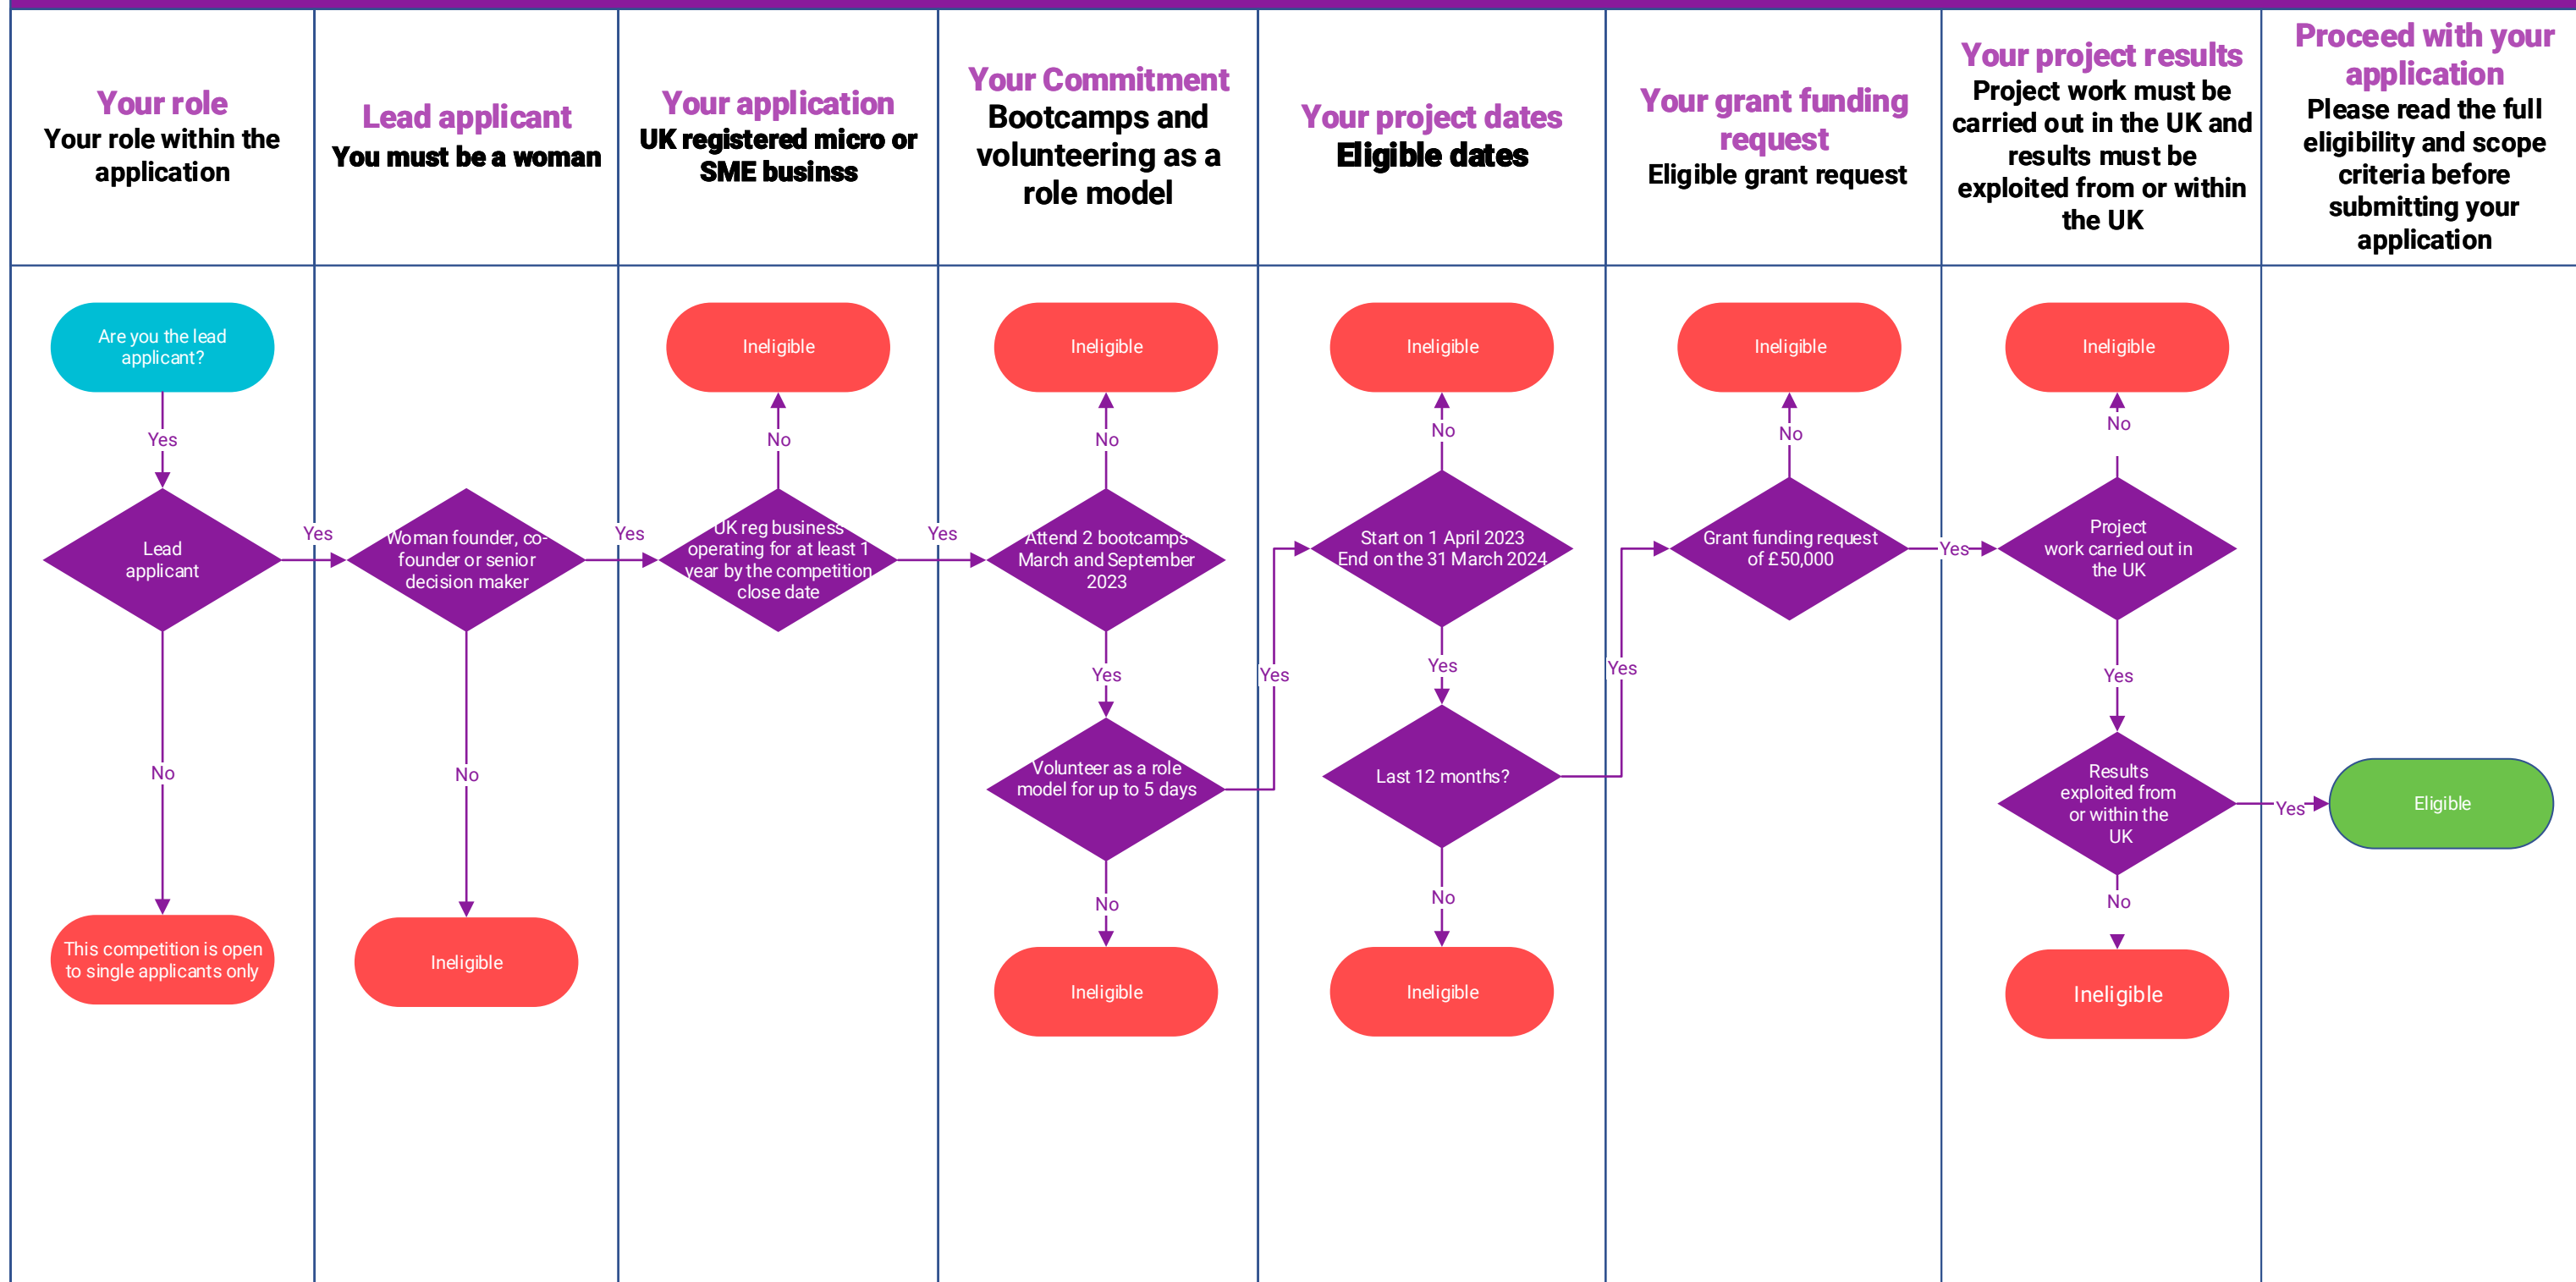 Your role
Your role within the
application
Lead applicant
You must be a woman
Your application
UK registered micro or
SME businss
Your Commitment
Bootcamps and
volunteering as a
role model
Your project dates
Eligible dates
Your grant funding
request
Eligible grant request
Your project results
Project work must be
carried out in the UK and
results must be
exploited from or within
the UK
Proceed with your
application
Please read the full
eligibility and scope
criteria before
submitting your
application
Are you the lead
applicant?
Yes
Lead
applicant
Yes
No
This competition is open
to single applicants only
Woman founder, co-
founder or senior
decision maker
Yes
No
Ineligible
Ineligible
No
UK reg business
operating for at least 1
year by the competition
close date
Yes
Ineligible
No
Attend 2 bootcamps
March and September
2023
Yes
Volunteer as a role
model for up to 5 days
Yes
No
Ineligible
Ineligible
No
Start on 1 April 2023
End on the 31 March 2024
Yes
Last 12 months?
Yes
No
Ineligible
Ineligible
No
Grant funding request
of £50,000
Yes
Ineligible
No
Project
work carried out in
the UK
Yes
Results
exploited from
or within the
UK
Yes
No
Ineligible
Eligible